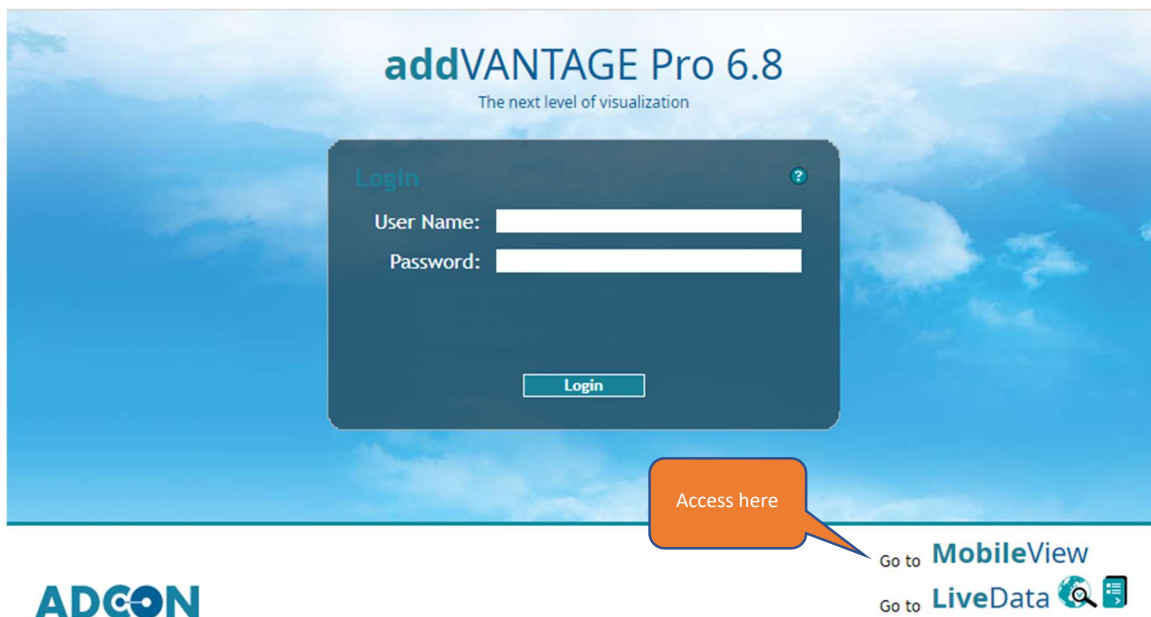 addVANTAGE Pro 6.8
The next level of visualization
Login
?
User Name:
Password:
Login
Access here
Go to MobileView
Go to LiveData
ADCON